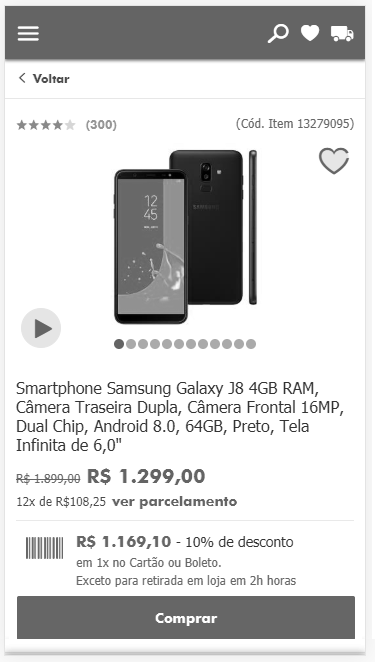 Voltar
(300)
(Cód. Item 13279095)
SAMSUNG
12
45
Smartphone Samsung Galaxy J8 4GB RAM,
Câmera Traseira Dupla, Câmera Frontal 16MP,
Dual Chip, Android 8.0, 64GB, Preto, Tela
Infinita de 6,0"
R$ 1.899,00 R$ 1.299,00
12x de R$108,25 ver parcelamento
R$ 1.169,10 - 10% de desconto
em 1x no Cartão ou Boleto.
Exceto para retirada em loja em 2h horas
Comprar